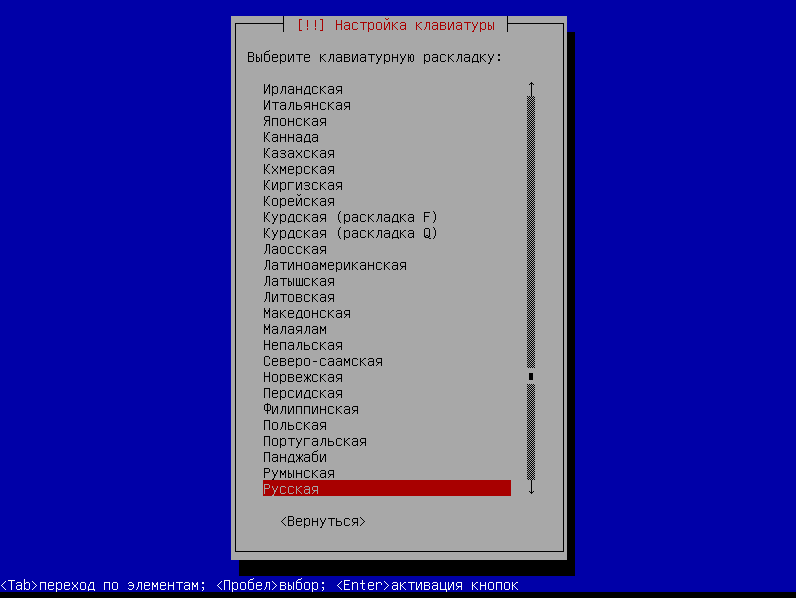 [!!] Настройка клавиатуры
Выберите клавиатурную раскладку:
Ирландская
Итальянская
Японская
Каннада
Казахская
Кхмерская
Киргизская
Корейская
Курдская (раскладка F)
Курдская (раскладка Q)
Лаосская
Латиноамериканская
Латышская
Литовская
Македонская
Малаялам
Непальская
Северо-саамская
Норвежская
Персидская
Филиппинская
Польская
Португальская
Панджаби
Румынская
Русская
<Вернуться>
<Tab>переход по элементам; <Пробел>выбор; <Enter>активация кнопок